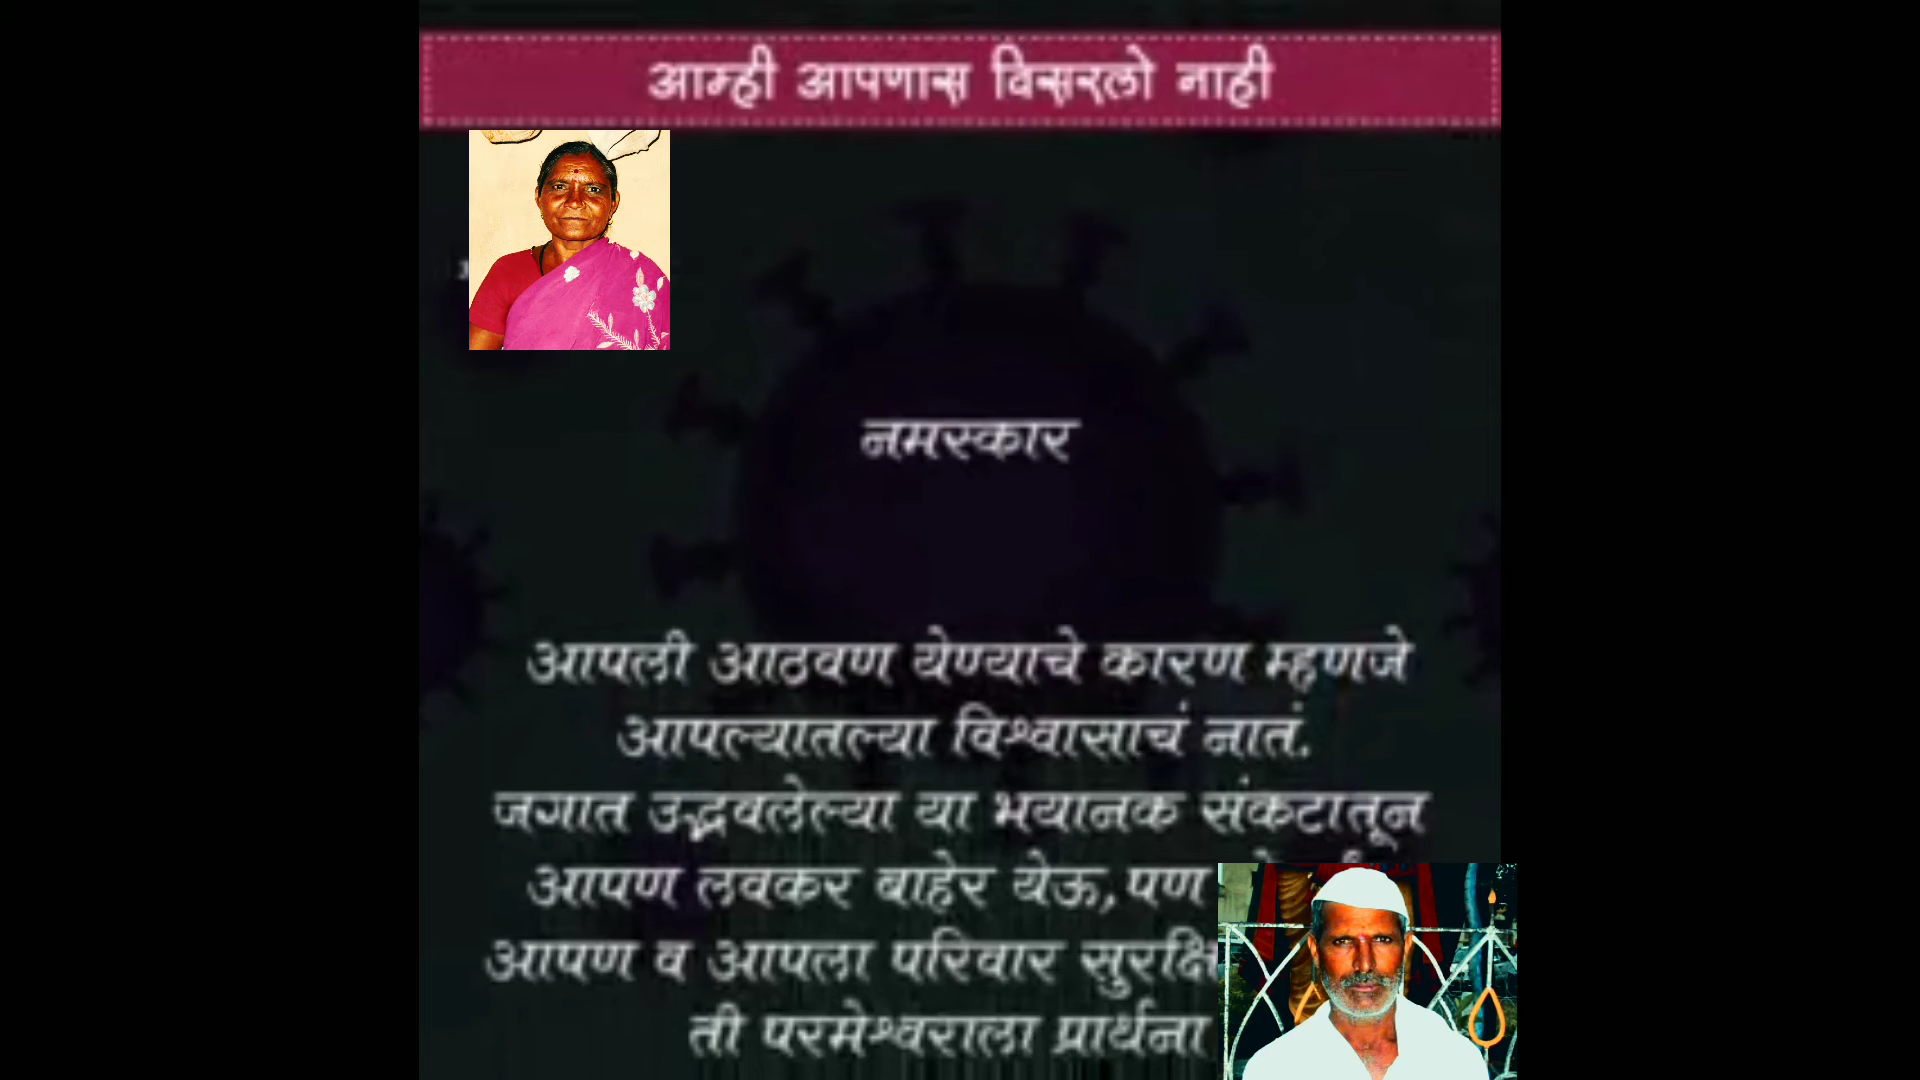 आम्ही आपणास विसरलो नाही
नमस्कार
आपली आठवण येण्याचे कारण म्हणजे
आपल्यातल्या विश्वासाचं नातं.
जगात उद्भवलेल्या या भयानक संकटातून
आपण लवकर बाहेर येऊ, पण
आपण व आपला परिवार
ती परमेश्वराला प्रार्थना